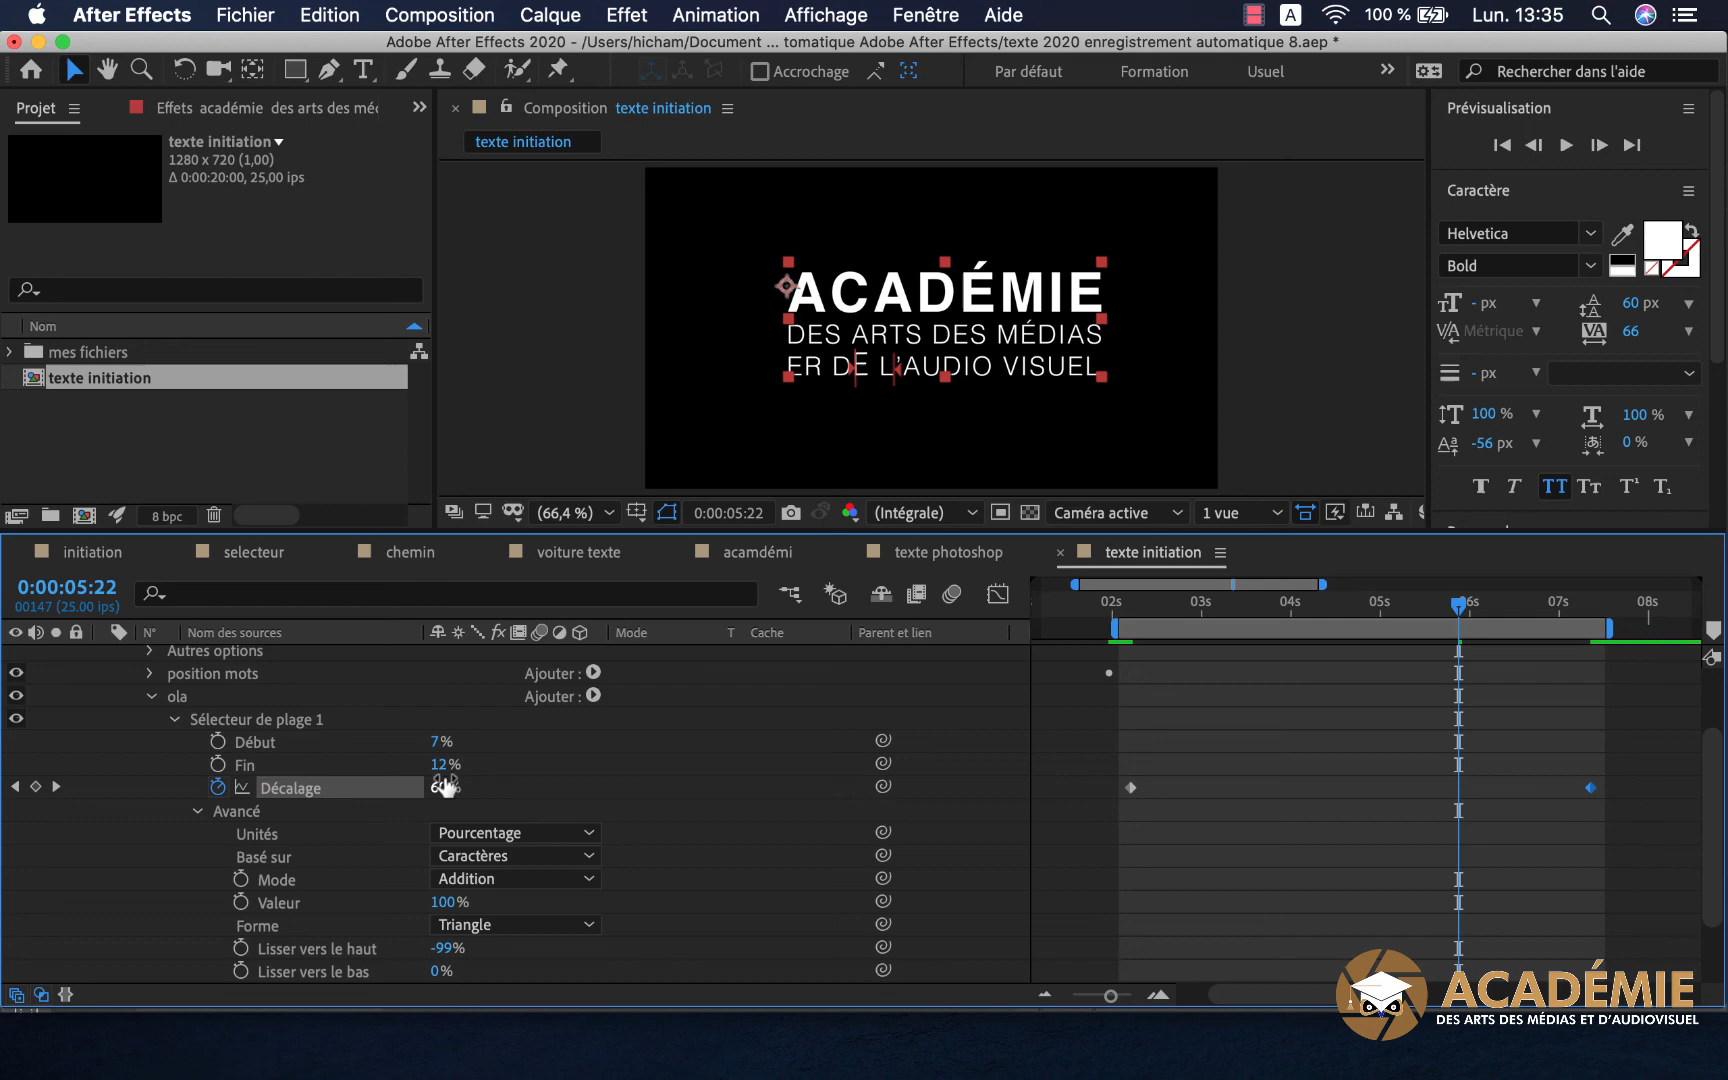 After Effects Fichier Edition Composition Calque Effet Animation Affichage Fenêtre Aide A 100 % Lun. 13:35
Adobe After Effects 2020 - /Users/hicham/Document ... tomatique Adobe After Effects/texte 2020 enregistrement automatique 8.aep *
Accrochage Par défaut Formation Usuel Rechercher dans l'aide
Projet Effets académie des arts des mé
texte initiation
1280 x 720 (1,00)
Δ 0:00:20:00, 25,00 ips
Nom
mes fichiers
texte initiation
8 bpc
Composition texte initiation
texte initiation
ACADÉMIE
DES ARTS DES MÉDIAS
ER DE L'AUDIO VISUEL
(66,4 %) 0:00:05:22 (Intégrale) Caméra active 1 vue
Prévisualisation
Caractère
Helvetica
Bold
- px 60 px
Métrique 66
- px
100 % 100 %
-56 px 0 %
initiation selecteur chemin voiture texte acamdémi texte photoshop texte initiation
0:00:05:22
00147 (25.00 ips)
02s 03s 04s 05s 06s 07s 08s
N° Nom des sources Mode T Cache Parent et lien
Autres options
position mots Ajouter :
ola Ajouter :
Sélecteur de plage 1
Début 7%
Fin 12%
Décalage
Avancé
Unités Pourcentage
Basé sur Caractères
Mode Addition
Valeur 100%
Forme Triangle
Lisser vers le haut -99%
Lisser vers le bas 0%
ACADÉMIE
DES ARTS DES MÉDIAS ET D'AUDIOVISUEL